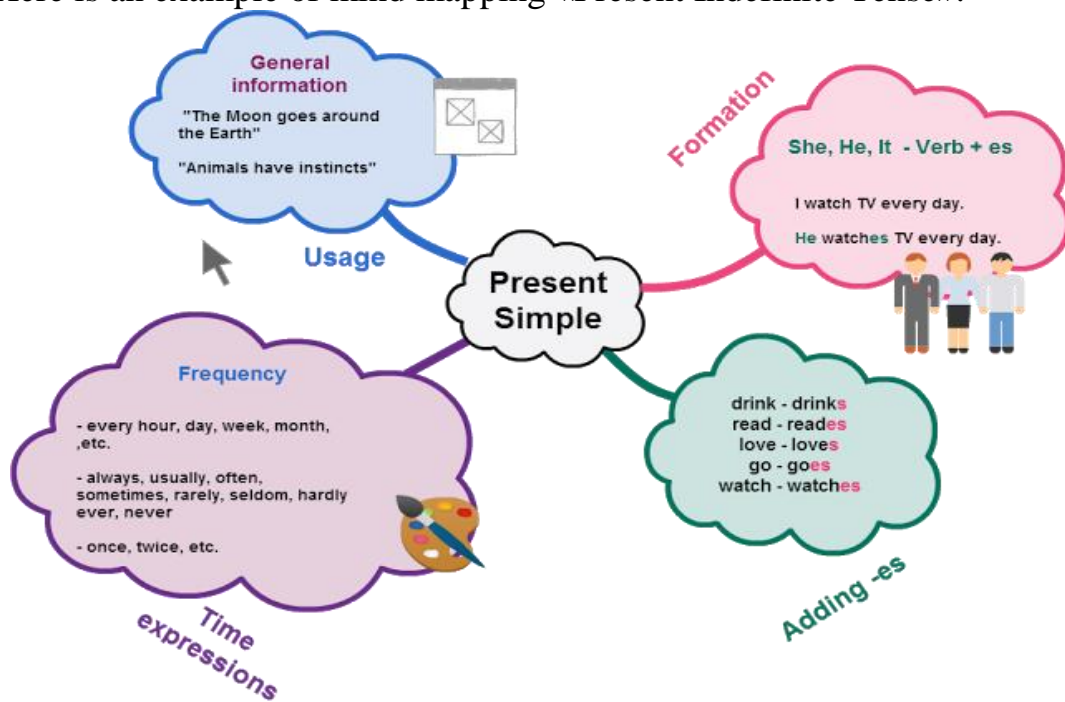 Here is an example of mind mapping «Present Indefinite Tense».
General
information
"The Moon goes around
the Earth"
"Animals have instincts"
Usage
Formation
She, He, It - Verb + es
I watch TV every day.
He watches TV every day.
Present
Simple
Frequency
- every hour, day, week, month,
,etc.
- always, usually, often,
sometimes, rarely, seldom, hardly
ever, never
- once, twice, etc.
Time
expressions
drink - drinks
read - reades
love - loves
go - goes
watch - watches
Adding -es